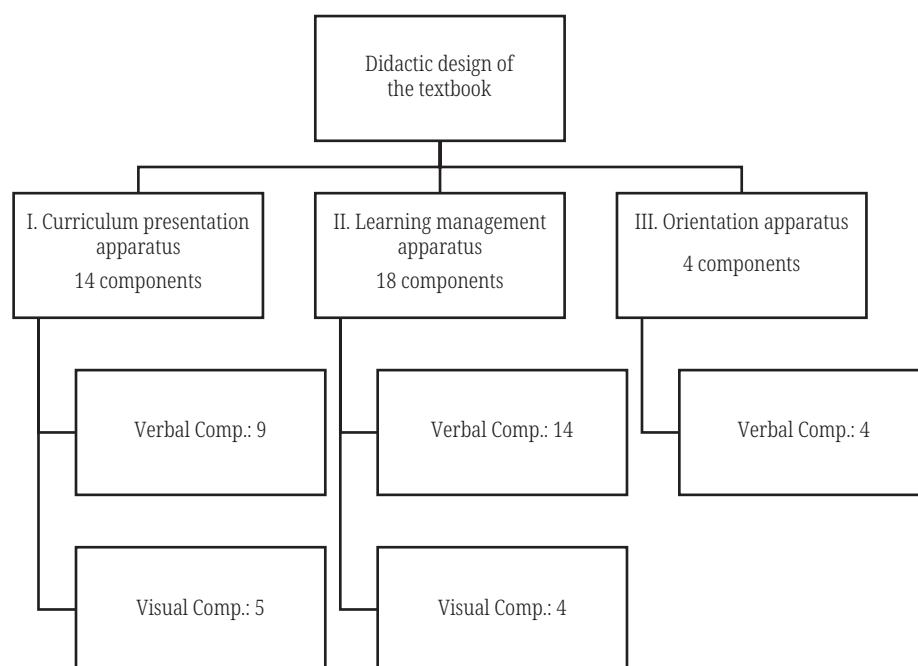 Didactic design of
the textbook
I. Curriculum presentation
apparatus
14 components
II. Learning management
apparatus
18 components
III. Orientation apparatus
4 components
Verbal Comp.: 9
Verbal Comp.: 14
Verbal Comp.: 4
Visual Comp.: 5
Visual Comp.: 4